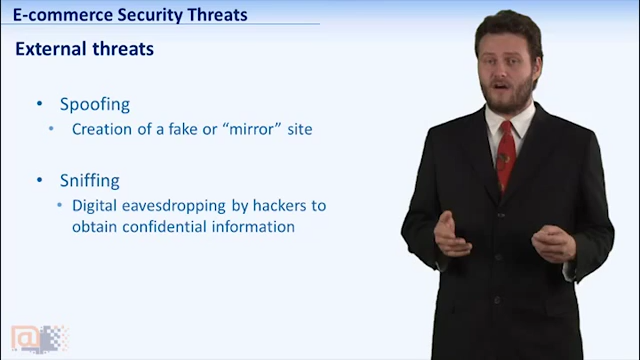 E-commerce Security Threats
External threats
• Spoofing
• Creation of a fake or “mirror” site
• Sniffing
• Digital eavesdropping by hackers to
obtain confidential information
@